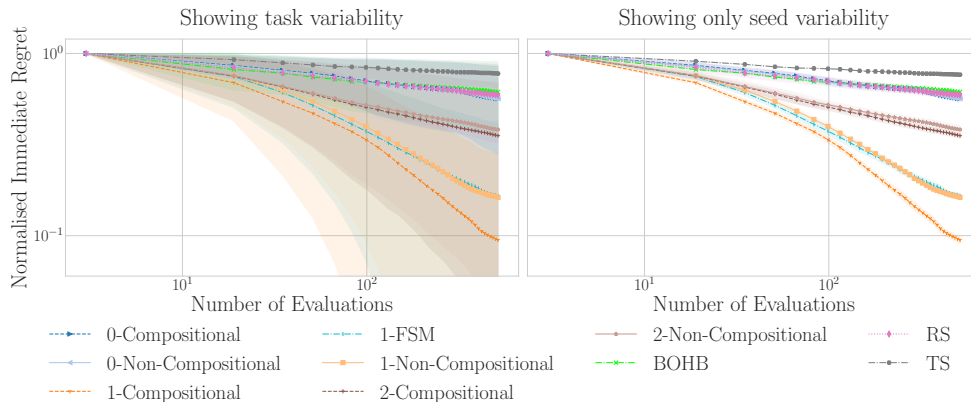 Showing task variability
Showing only seed variability
Normalised Immediate Regret
10^0
10^-1
10^1
10^2
10^1
10^2
Number of Evaluations
Number of Evaluations
0-Compositional
1-FSM
2-Non-Compositional
RS
0-Non-Compositional
1-Non-Compositional
BOHB
TS
1-Compositional
2-Compositional